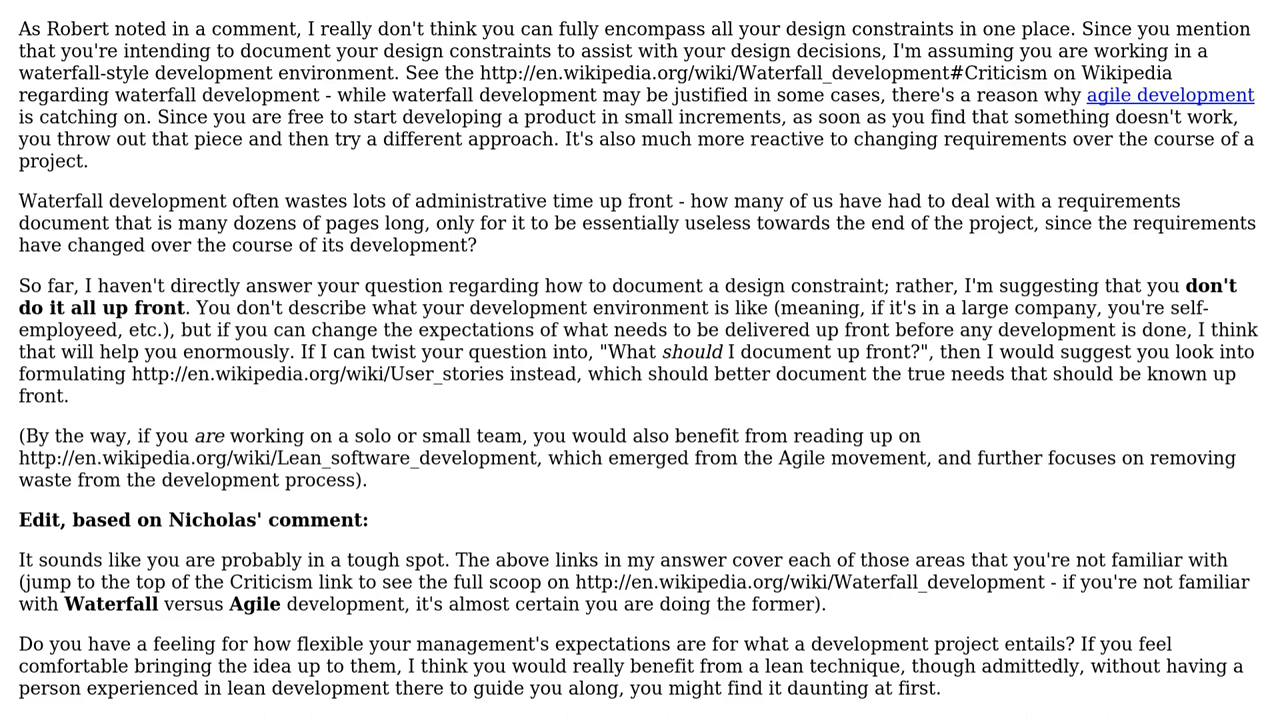 As Robert noted in a comment, I really don't think you can fully encompass all your design constraints in one place. Since you mention
that you're intending to document your design constraints to assist with your design decisions, I'm assuming you are working in a
waterfall-style development environment. See the http://en.wikipedia.org/wiki/Waterfall_development#Criticism on Wikipedia
regarding waterfall development - while waterfall development may be justified in some cases, there's a reason why agile development
is catching on. Since you are free to start developing a product in small increments, as soon as you find that something doesn't work,
you throw out that piece and then try a different approach. It's also much more reactive to changing requirements over the course of a
project.
Waterfall development often wastes lots of administrative time up front - how many of us have had to deal with a requirements
document that is many dozens of pages long, only for it to be essentially useless towards the end of the project, since the requirements
have changed over the course of its development?
So far, I haven't directly answer your question regarding how to document a design constraint; rather, I'm suggesting that you don't
do it all up front. You don't describe what your development environment is like (meaning, if it's in a large company, you're self-
employeed, etc.), but if you can change the expectations of what needs to be delivered up front before any development is done, I think
that will help you enormously. If I can twist your question into, "What should I document up front?", then I would suggest you look into
formulating http://en.wikipedia.org/wiki/User_stories instead, which should better document the true needs that should be known up
front.
(By the way, if you are working on a solo or small team, you would also benefit from reading up on
http://en.wikipedia.org/wiki/Lean_software_development, which emerged from the Agile movement, and further focuses on removing
waste from the development process).
Edit, based on Nicholas' comment:
It sounds like you are probably in a tough spot. The above links in my answer cover each of those areas that you're not familiar with
(jump to the top of the Criticism link to see the full scoop on http://en.wikipedia.org/wiki/Waterfall_development - if you're not familiar
with Waterfall versus Agile development, it's almost certain you are doing the former).
Do you have a feeling for how flexible your management's expectations are for what a development project entails? If you feel
comfortable bringing the idea up to them, I think you would really benefit from a lean technique, though admittedly, without having a
person experienced in lean development there to guide you along, you might find it daunting at first.